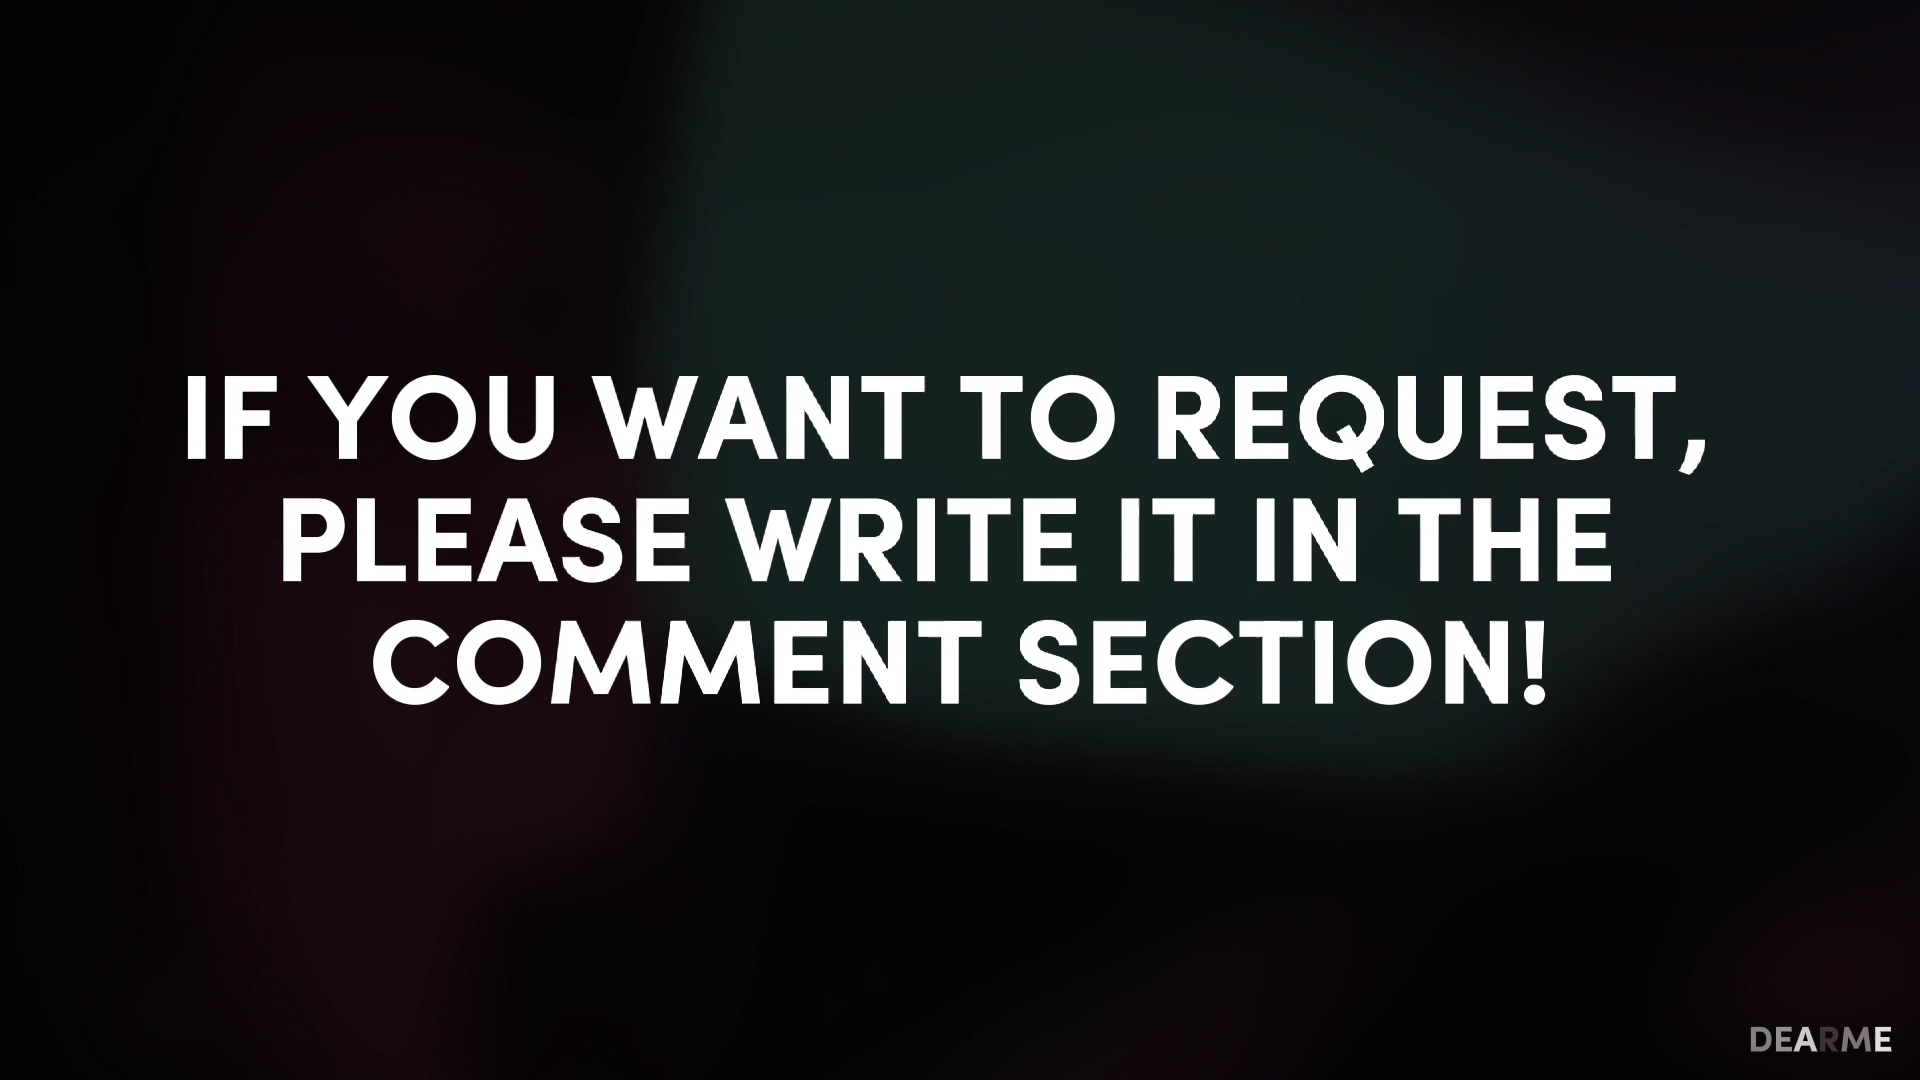 IF YOU WANT TO REQUEST,
PLEASE WRITE IT IN THE
COMMENT SECTION!
DEARME